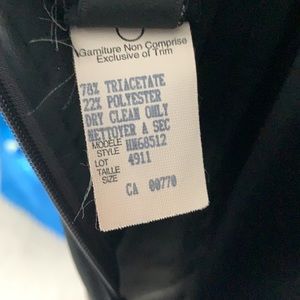 Garniture Non Comprise
Exclusive of Trim
78% TRIACETATE
22% POLYESTER
DRY CLEAN ONLY
NETTOYER A SEC
MODELE
STYLE HN68512
LOT 4911
TAILLE
SIZE
CA 00770